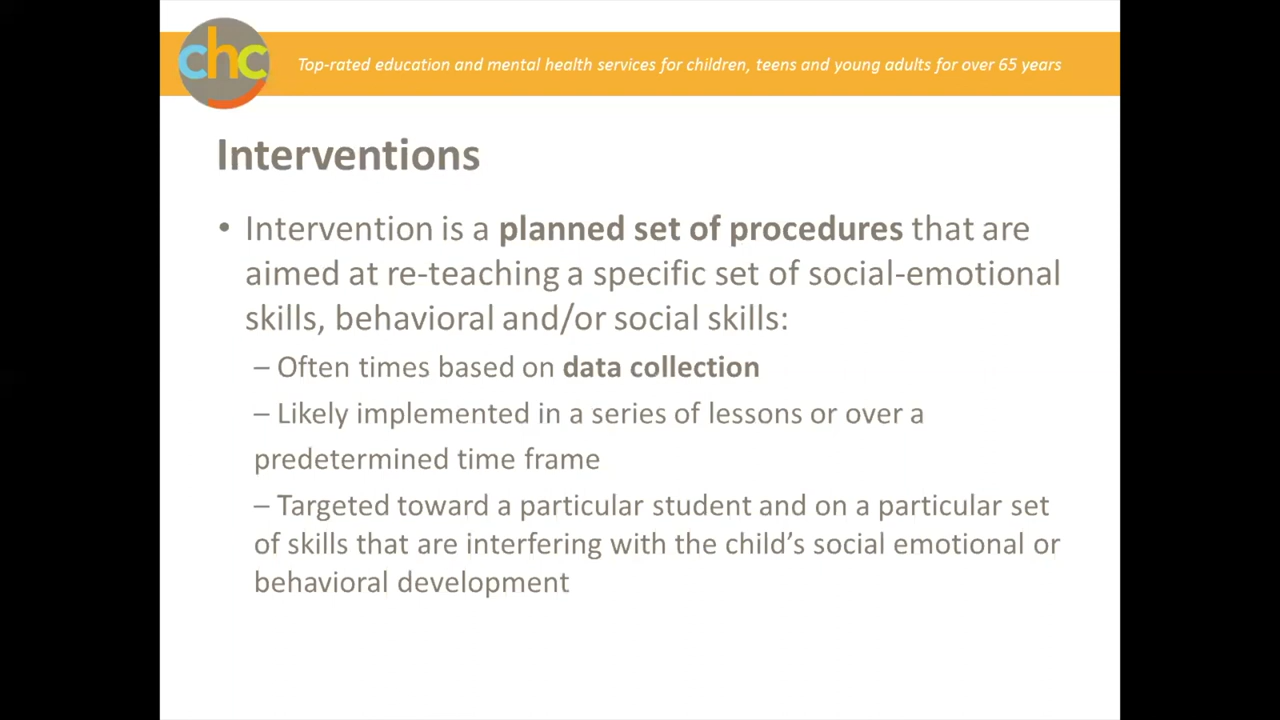 chc
Top-rated education and mental health services for children, teens and young adults for over 65 years
Interventions
• Intervention is a planned set of procedures that are
aimed at re-teaching a specific set of social-emotional
skills, behavioral and/or social skills:
– Often times based on data collection
– Likely implemented in a series of lessons or over a
predetermined time frame
– Targeted toward a particular student and on a particular set
of skills that are interfering with the child’s social emotional or
behavioral development